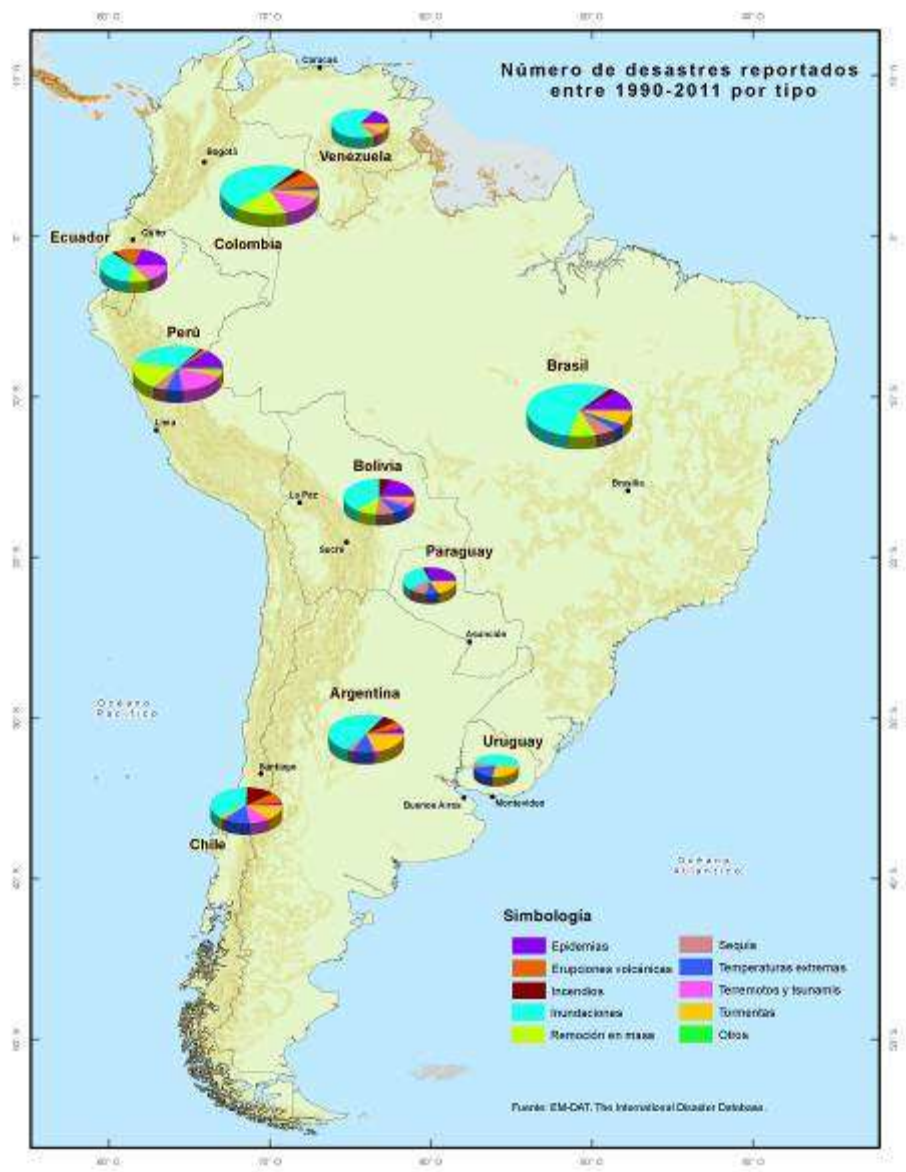 Número de desastres reportados
entre 1990-2011 por tipo
Caracas
Venezuela
Bogotá
Colombia
Ecuador
Quito
Perú
Lima
Brasil
Brasilia
Bolivia
La Paz
Sucre
Paraguay
Asunción
Argentina
Uruguay
Santiago
Buenos Aires
Montevideo
Chile
Océano
Pacífico
Océano
Atlántico
Simbología
Epidemias
Erupciones volcánicas
Incendios
Inundaciones
Remoción en masa
Sequía
Temperaturas extremas
Terremotos y tsunamis
Tormentas
Otros
Fuente: EM-DAT. The International Disaster Database.